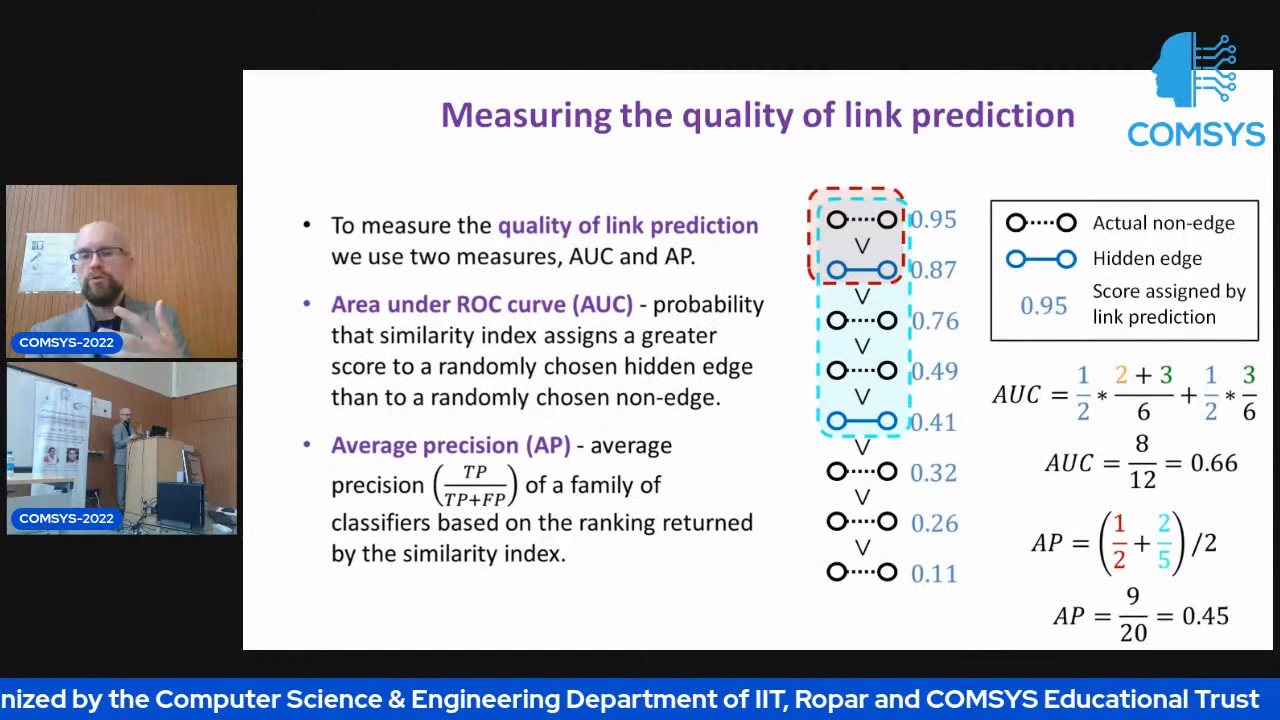 COMSYS
Measuring the quality of link prediction
COMSYS-2022
COMSYS-2022
• To measure the quality of link prediction
we use two measures, AUC and AP.
• Area under ROC curve (AUC) - probability
that similarity index assigns a greater
score to a randomly chosen hidden edge
than to a randomly chosen non-edge.
• Average precision (AP) - average
precision (TP/(TP+FP)) of a family of
classifiers based on the ranking returned
by the similarity index.
0.95
∨
0.87
∨
0.76
∨
0.49
∨
0.41
∨
0.32
∨
0.26
∨
0.11
Actual non-edge
Hidden edge
0.95 Score assigned by
link prediction
AUC = 1/2 * (2 + 3)/6 + 1/2 * 3/6
AUC = 8/12 = 0.66
AP = (1/2 + 2/5) /2
AP = 9/20 = 0.45
nized by the Computer Science & Engineering Department of IIT, Ropar and COMSYS Educational Trust